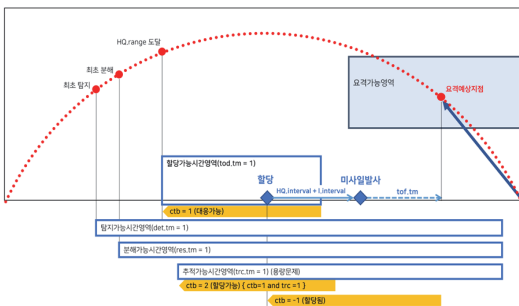 HQ.range 도달
최초 분해
최초 탐지
요격가능영역
요격예상지점
할당가능시간영역(tod.tm = 1)
할당
미사일발사
HQ.interval + I.interval
tof.tm
ctb = 1 (대응가능)
탐지가능시간영역(det.tm = 1)
분해가능시간영역(res.tm = 1)
추적가능시간영역(trc.tm = 1) (용량문제)
ctb = 2 (할당가능) { ctb=1 and trc =1 }
ctb = -1 (할당됨)